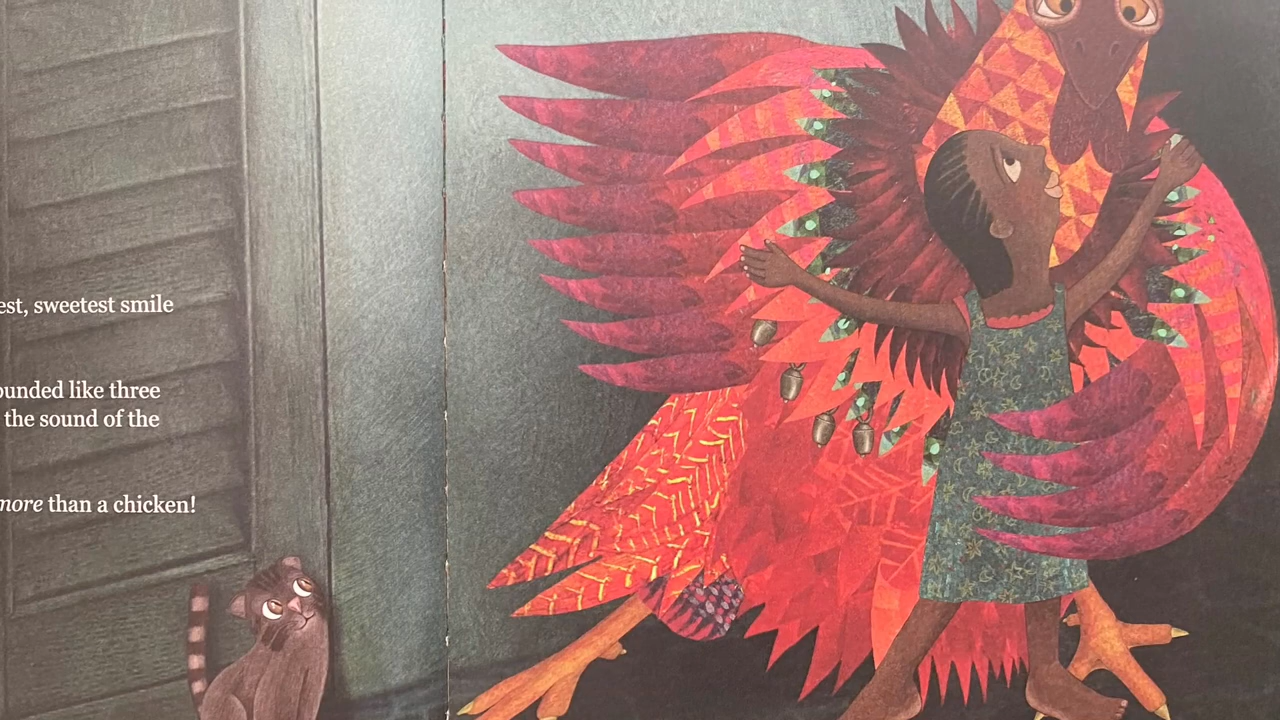 est, sweetest smile
ounded like three
the sound of the
more than a chicken!